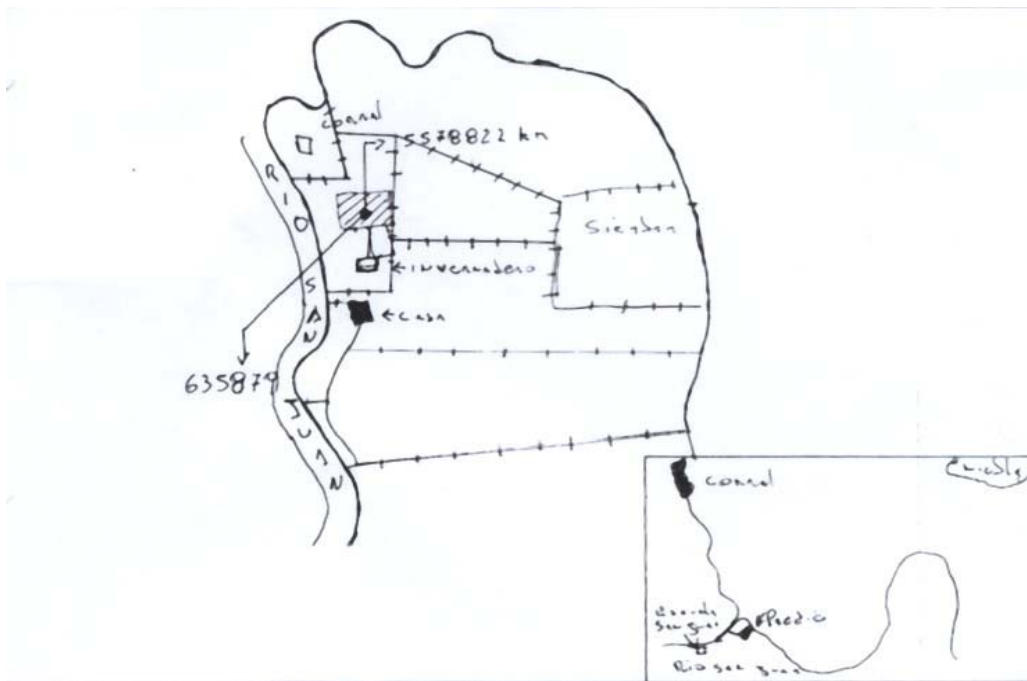 corral
5578822 km
RIO SAN JUAN
Siembra
← INVERNADERO
← CASA
635879
Corral
Predio
Rio San Juan